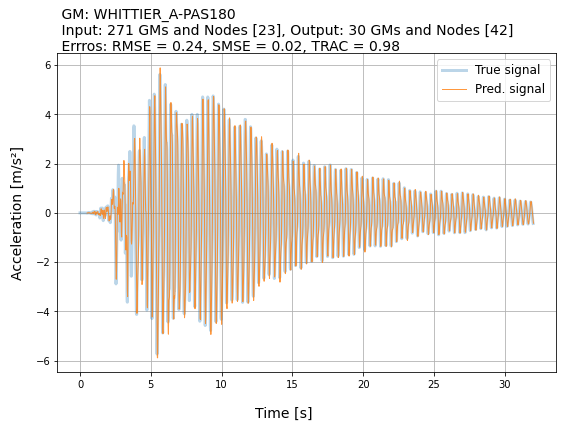 GM: WHITTIER_A-PAS180
Input: 271 GMs and Nodes [23], Output: 30 GMs and Nodes [42]
Errros: RMSE = 0.24, SMSE = 0.02, TRAC = 0.98
True signal
Pred. signal
Acceleration [m/s²]
6
4
2
0
−2
−4
−6
0 5 10 15 20 25 30
Time [s]